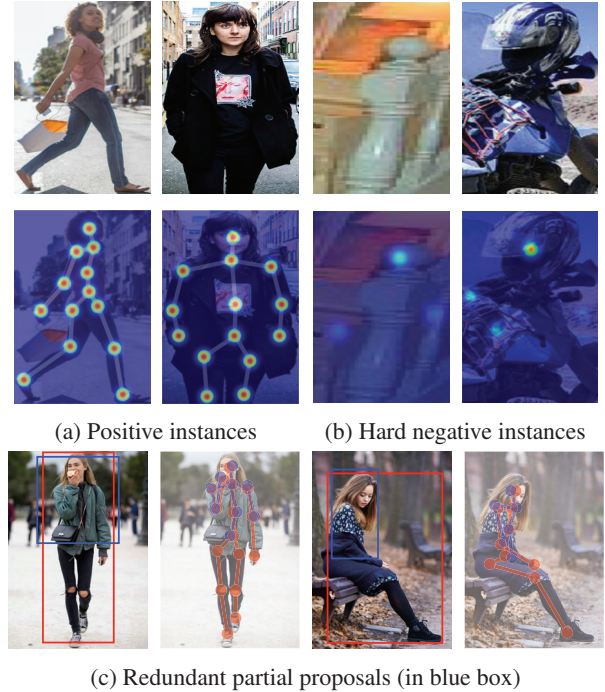 (a) Positive instances
(b) Hard negative instances
(c) Redundant partial proposals (in blue box)